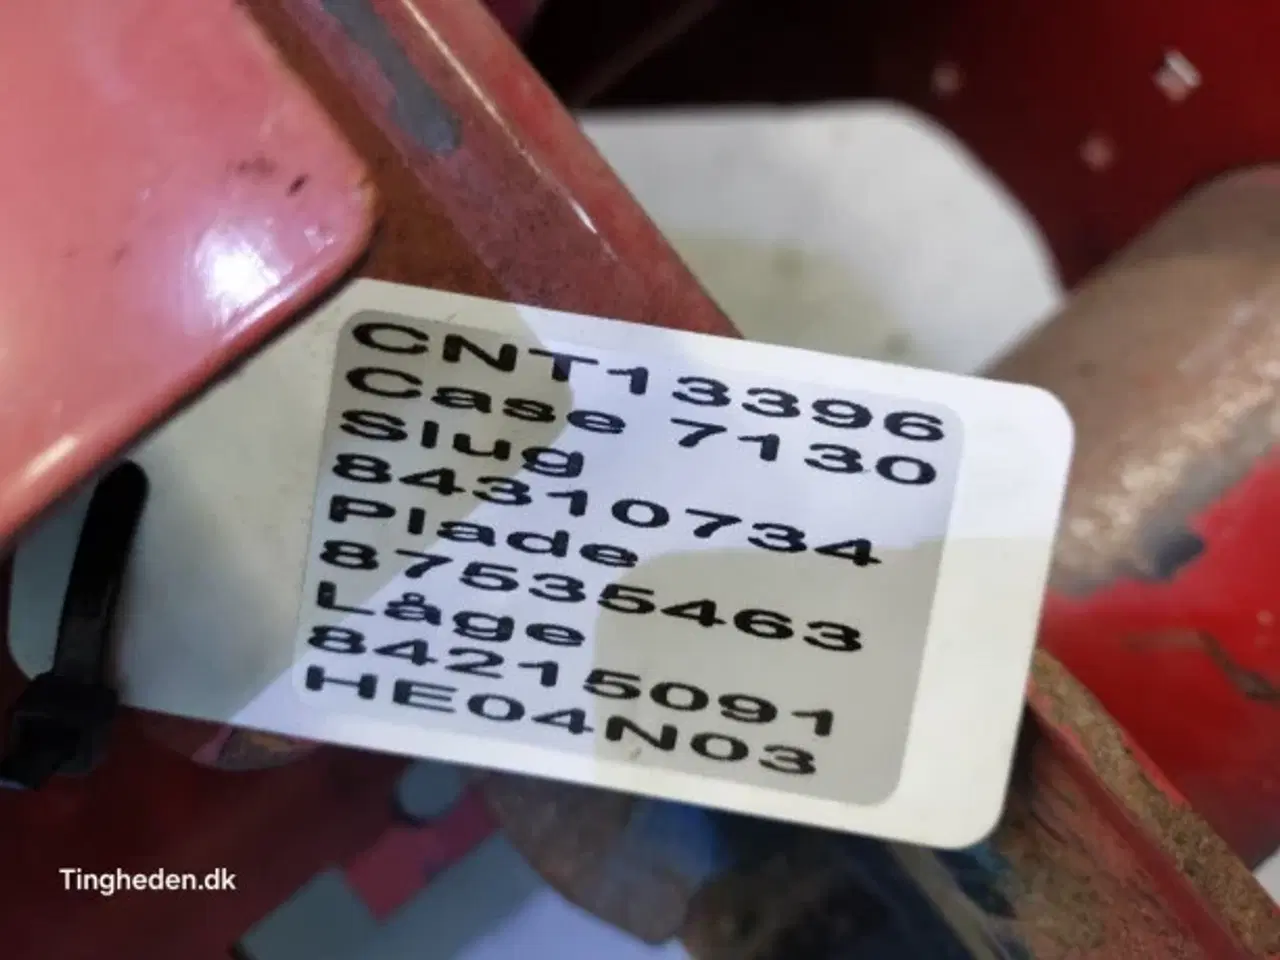 CNT13396
Case 7130
Slug
84310734
Plade
87535463
Låge
84215091
HE04N03
Tingheden.dk